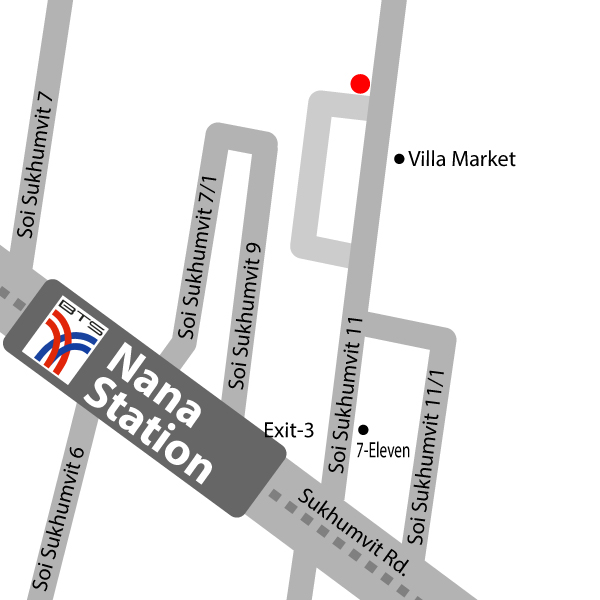 Soi Sukhumvit 7
Soi Sukhumvit 7/1
Soi Sukhumvit 9
Villa Market
Soi Sukhumvit 11
Soi Sukhumvit 11/1
BTS
Nana
Station
Exit-3
7-Eleven
Soi Sukhumvit 6
Sukhumvit Rd.